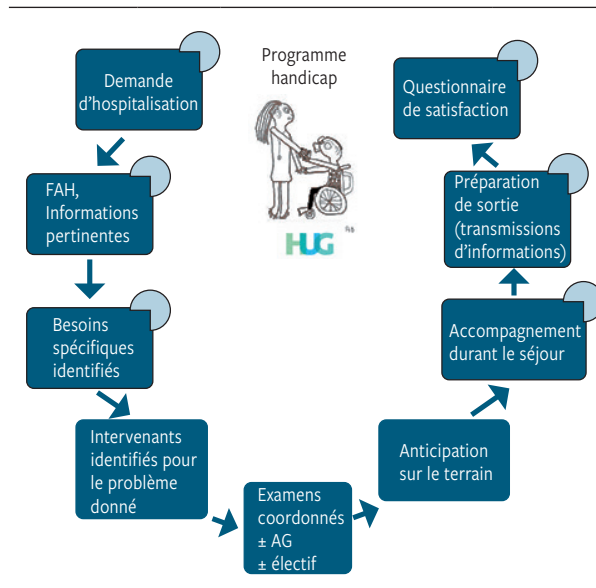 Programme
handicap
HUG
Demande
d'hospitalisation
FAH,
Informations
pertinentes
Besoins
spécifiques
identifiés
Intervenants
identifiés pour
le problème
donné
Examens
coordonnés
± AG
± électif
Anticipation
sur le terrain
Accompagnement
durant le séjour
Préparation
de sortie
(transmissions
d'informations)
Questionnaire
de satisfaction